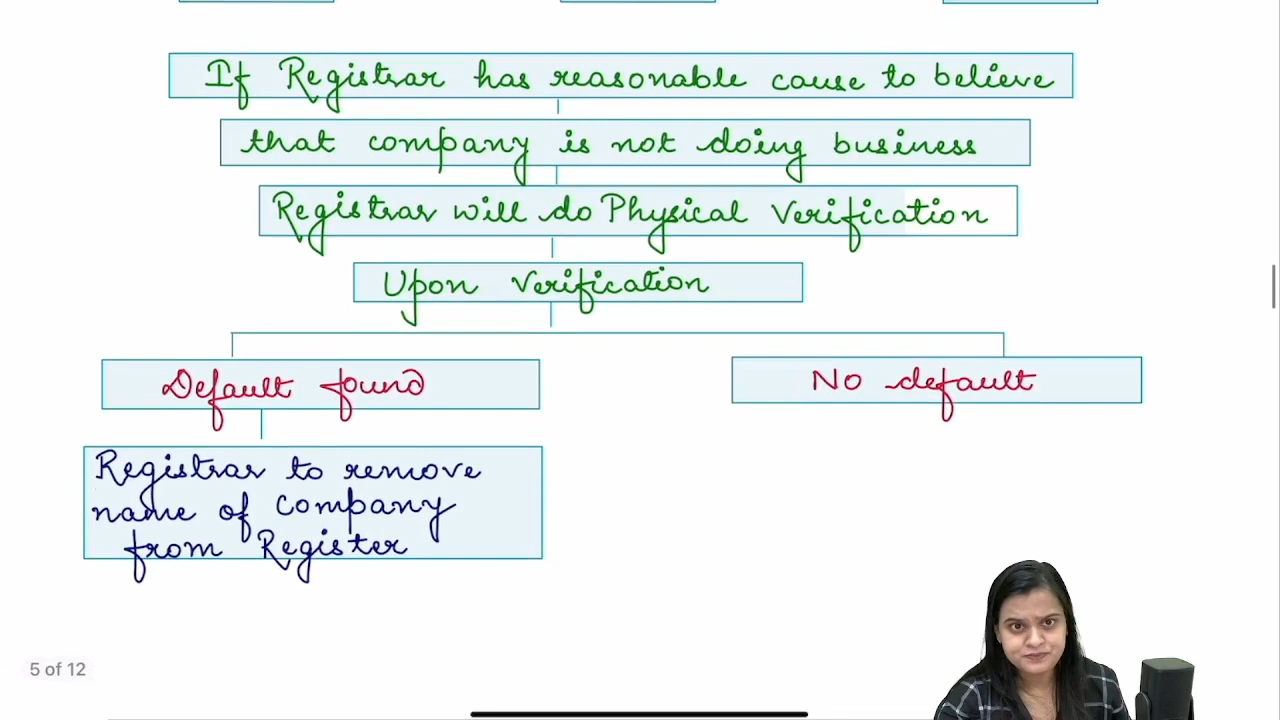 If Registrar has reasonable cause to believe
that company is not doing business
Registrar will do Physical Verification
Upon Verification
Default found
No default
Registrar to remove
name of company
from Register
5 of 12